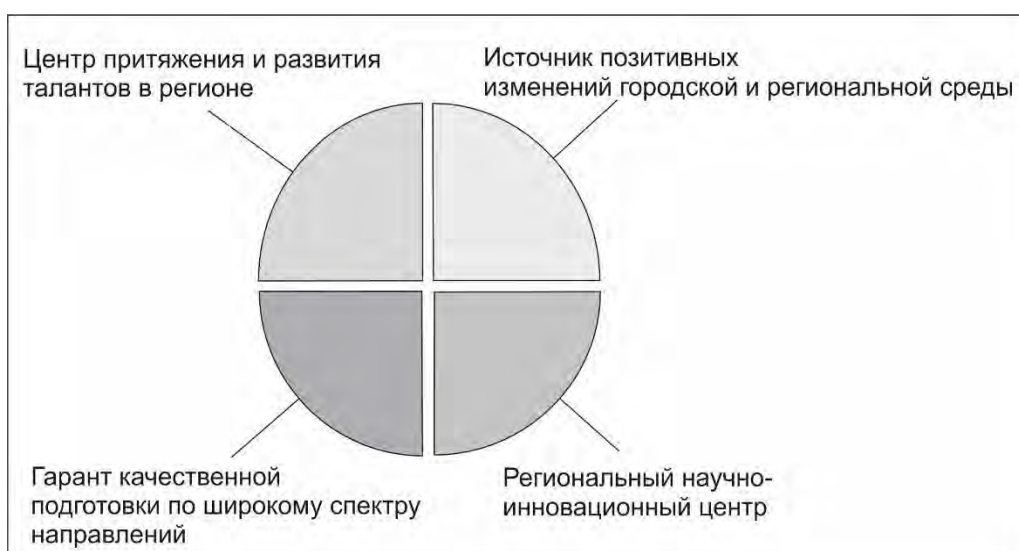 Центр притяжения и развития
талантов в регионе
Источник позитивных
изменений городской и региональной среды
Гарант качественной
подготовки по широкому спектру
направлений
Региональный научно-
инновационный центр